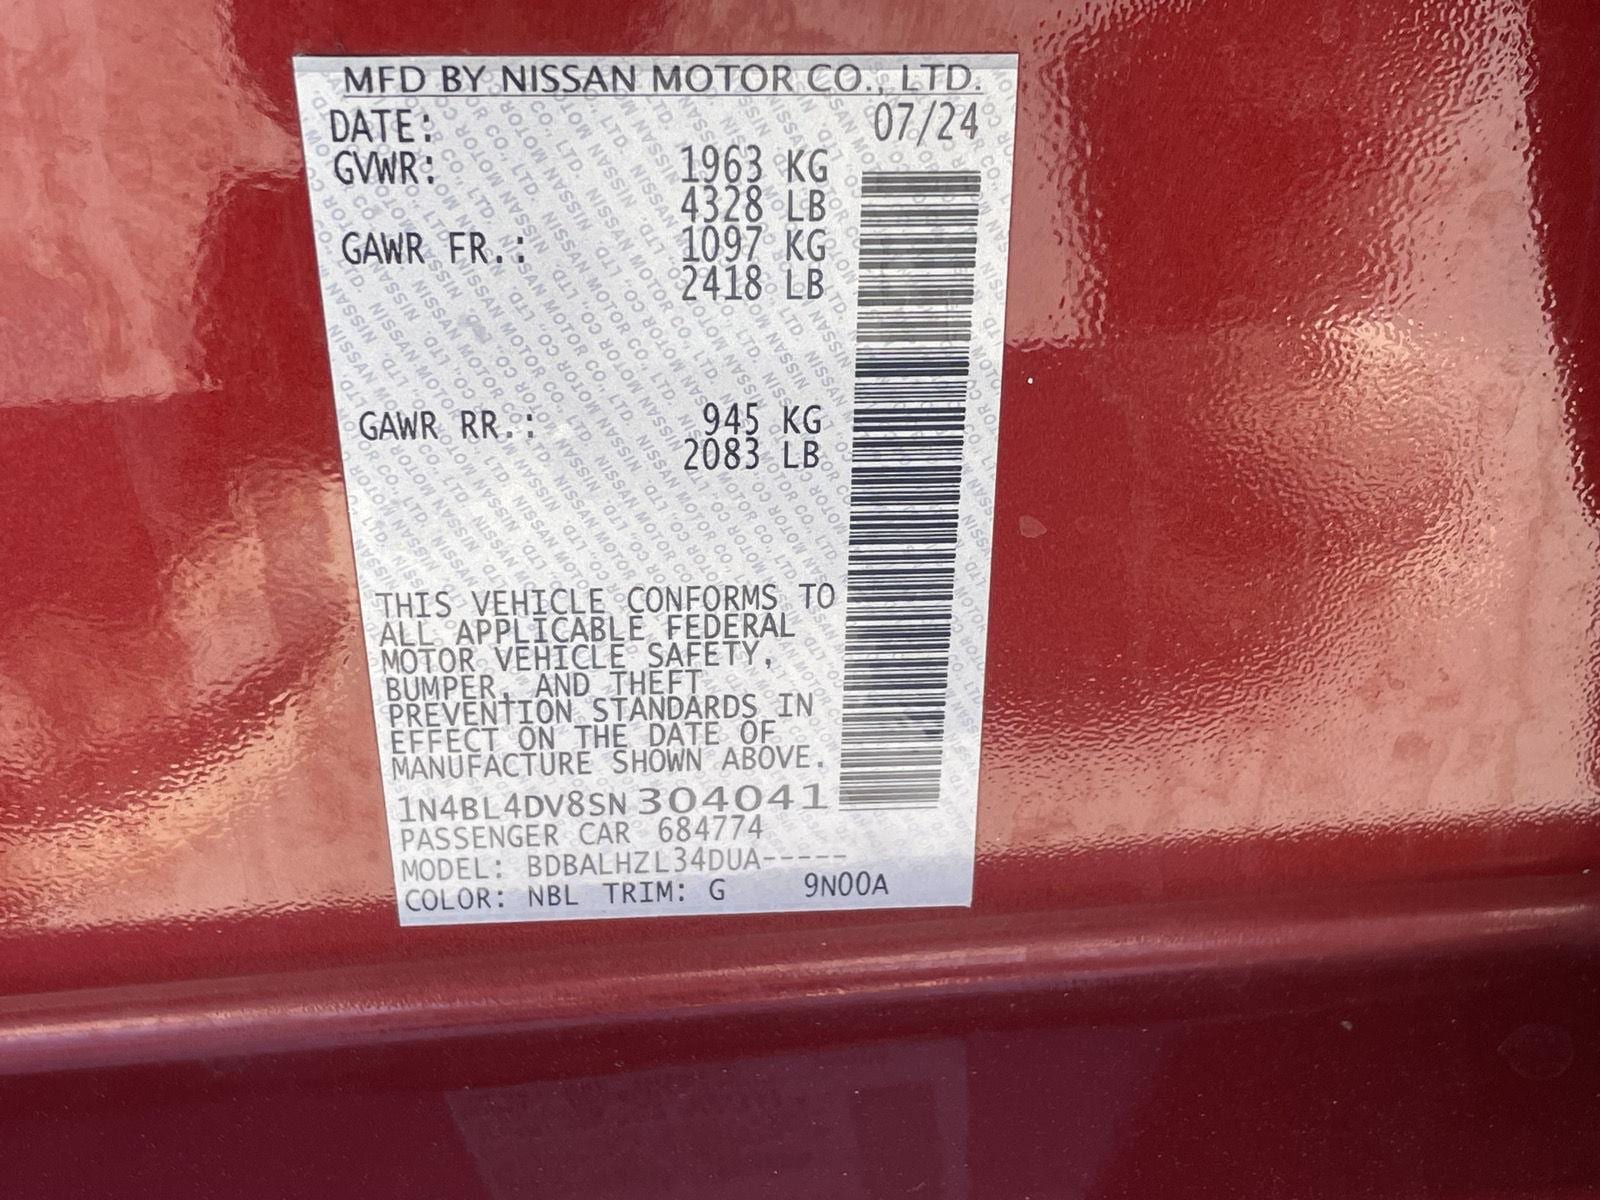 MFD BY NISSAN MOTOR CO., LTD.
DATE: 07/24
GVWR: 1963 KG
4328 LB
GAWR FR.: 1097 KG
2418 LB
GAWR RR.: 945 KG
2083 LB
THIS VEHICLE CONFORMS TO
ALL APPLICABLE FEDERAL
MOTOR VEHICLE SAFETY,
BUMPER, AND THEFT
PREVENTION STANDARDS IN
EFFECT ON THE DATE OF
MANUFACTURE SHOWN ABOVE.
1N4BL4DV8SN304041
PASSENGER CAR 684774
MODEL: BDBALHZL34DUA-----
COLOR: NBL TRIM: G 9N00A